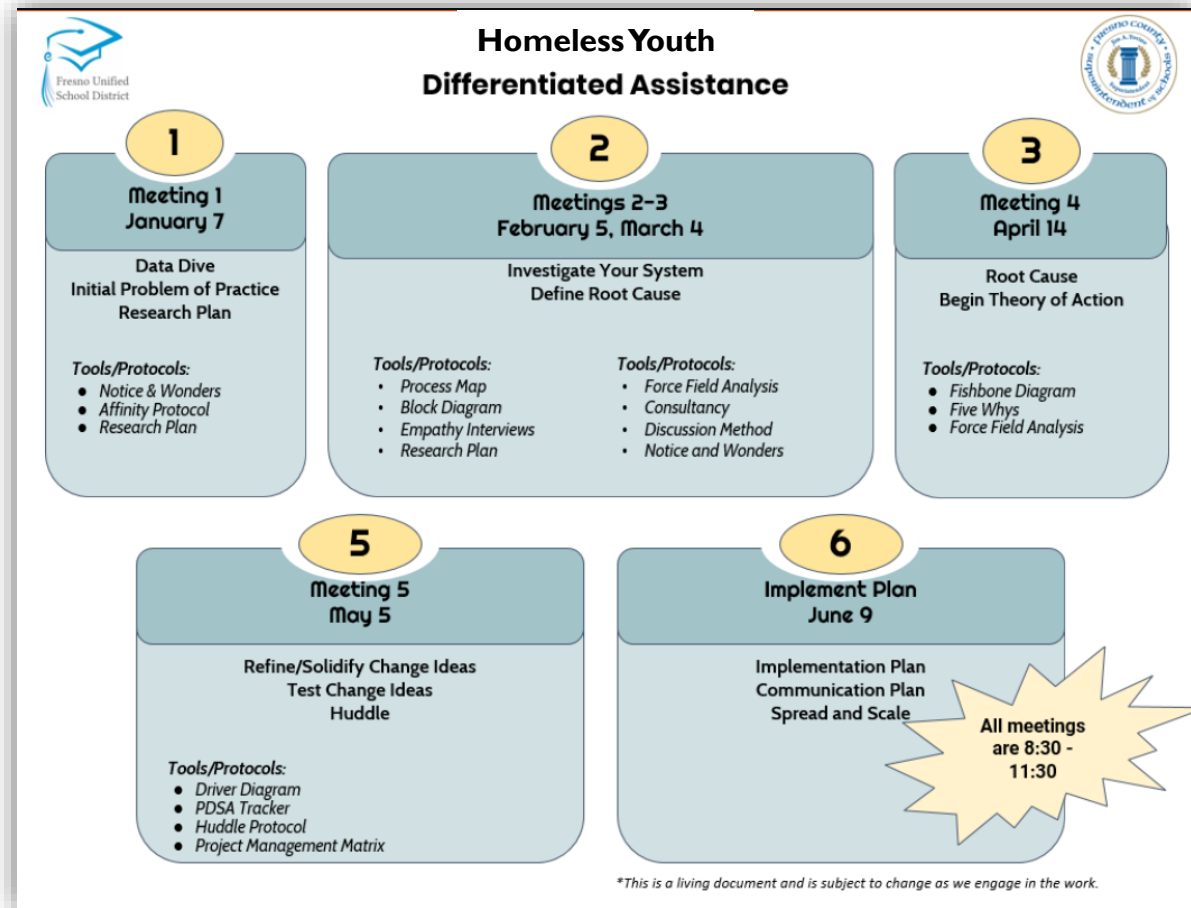 Homeless Youth
Differentiated Assistance
Fresno Unified
School District
Fresno County
Superintendent of Schools
Superintendent
1
Meeting 1
January 7
Data Dive
Initial Problem of Practice
Research Plan
Tools/Protocols:
● Notice & Wonders
● Affinity Protocol
● Research Plan
2
Meetings 2-3
February 5, March 4
Investigate Your System
Define Root Cause
Tools/Protocols:
• Process Map
• Block Diagram
• Empathy Interviews
• Research Plan
Tools/Protocols:
• Force Field Analysis
• Consultancy
• Discussion Method
• Notice and Wonders
3
Meeting 4
April 14
Root Cause
Begin Theory of Action
Tools/Protocols:
● Fishbone Diagram
● Five Whys
● Force Field Analysis
5
Meeting 5
May 5
Refine/Solidify Change Ideas
Test Change Ideas
Huddle
Tools/Protocols:
● Driver Diagram
● PDSA Tracker
● Huddle Protocol
● Project Management Matrix
6
Implement Plan
June 9
Implementation Plan
Communication Plan
Spread and Scale
All meetings
are 8:30 -
11:30
*This is a living document and is subject to change as we engage in the work.